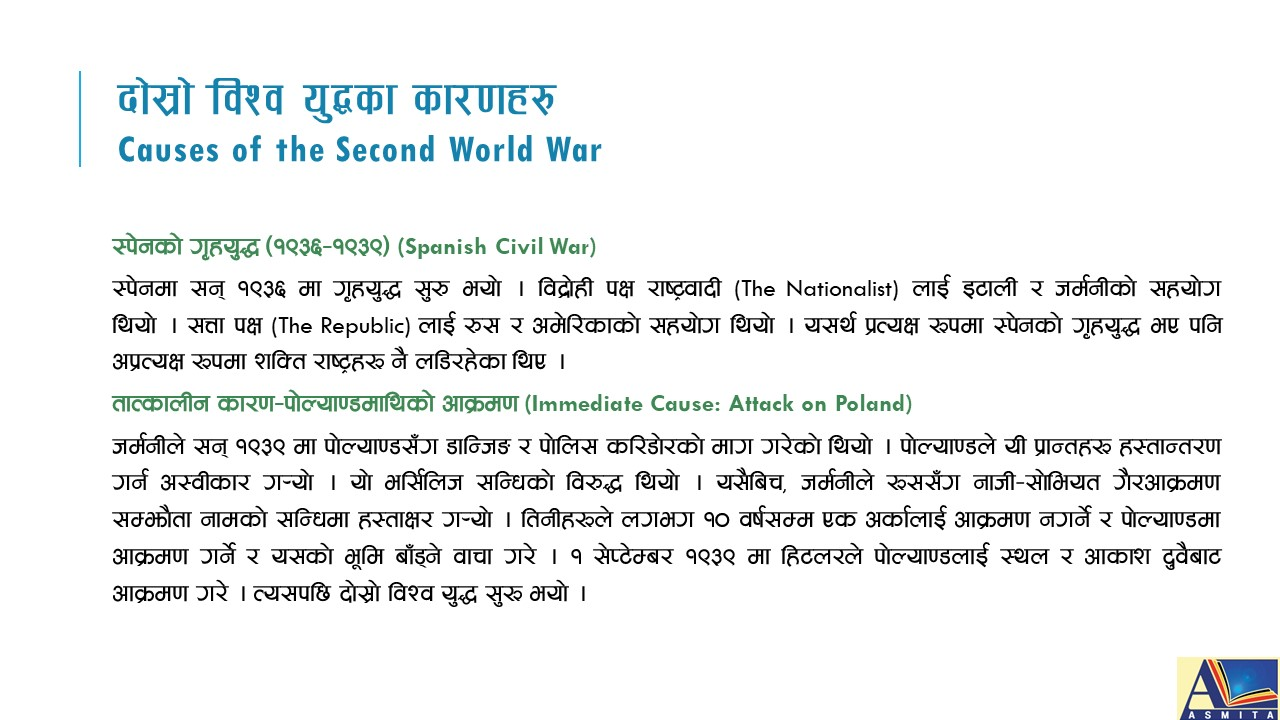 दोस्रो विश्व युद्धका कारणहरु
Causes of the Second World War
स्पेनको गृहयुद्ध (१९३६-१९३९) (Spanish Civil War)
स्पेनमा सन् १९३६ मा गृहयुद्ध सुरु भयो । विद्रोही पक्ष राष्ट्रवादी (The Nationalist) लाई इटाली र जर्मनीको सहयोग
थियो । सत्ता पक्ष (The Republic) लाई रुस र अमेरिकाको सहयोग थियो । यसर्थ प्रत्यक्ष रुपमा स्पेनको गृहयुद्ध भए पनि
अप्रत्यक्ष रुपमा शक्ति राष्ट्रहरु नै लडिरहेका थिए ।
तात्कालीन कारण-पोल्याण्डमाथिको आक्रमण (Immediate Cause: Attack on Poland)
जर्मनीले सन् १९३९ मा पोल्याण्डसँग डान्जिङ र पोलिस करिडोरको माग गरेको थियो । पोल्याण्डले यी प्रान्तहरु हस्तान्तरण
गर्न अस्वीकार गर्‍यो । यो भर्सिलिज सन्धिको विरुद्ध थियो । यसैबिच, जर्मनीले रुससँग नाजी-सोभियत गैरआक्रमण
सम्झौता नामको सन्धिमा हस्ताक्षर गर्‍यो । तिनीहरुले लगभग १० वर्षसम्म एक अर्कालाई आक्रमण नगर्ने र पोल्याण्डमा
आक्रमण गर्ने र यसको भूमि बाँड्ने वाचा गरे । १ सेप्टेम्बर १९३९ मा हिटलरले पोल्याण्डलाई स्थल र आकाश दुवैबाट
आक्रमण गरे । त्यसपछि दोस्रो विश्व युद्ध सुरु भयो ।
ASMITA